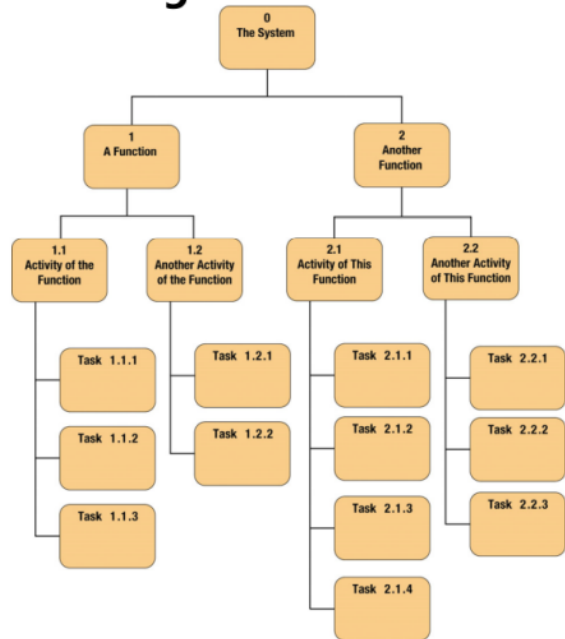 g
0
The System
1
A Function
2
Another
Function
1.1
Activity of the
Function
1.2
Another Activity
of the Function
2.1
Activity of This
Function
2.2
Another Activity
of This Function
Task 1.1.1
Task 1.1.2
Task 1.1.3
Task 1.2.1
Task 1.2.2
Task 2.1.1
Task 2.1.2
Task 2.1.3
Task 2.1.4
Task 2.2.1
Task 2.2.2
Task 2.2.3